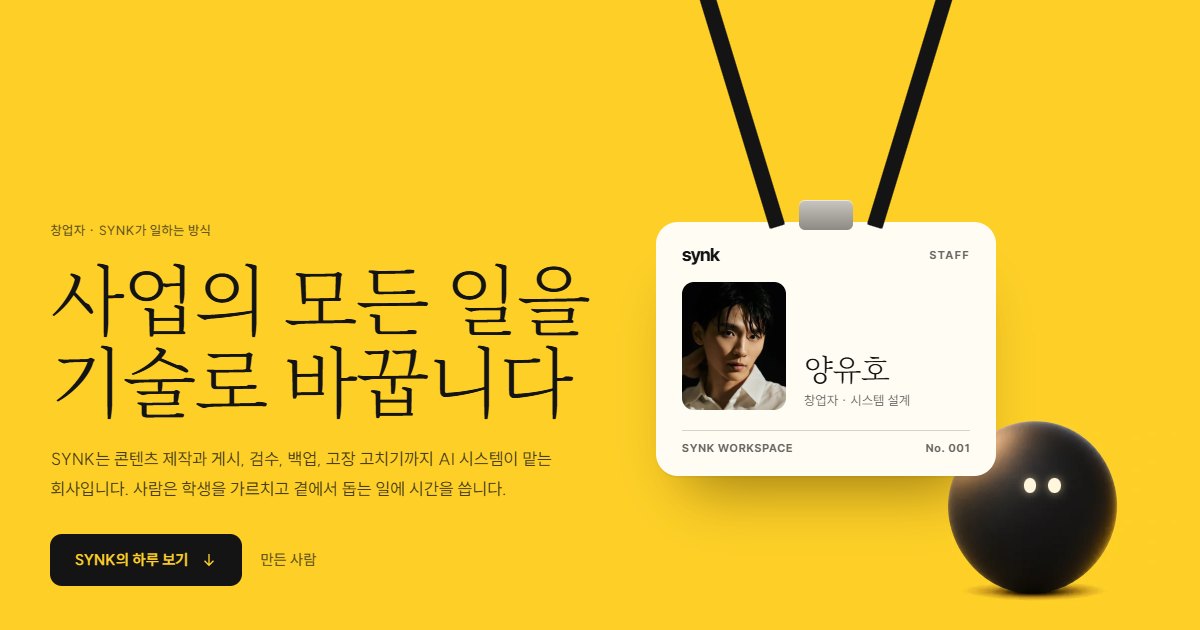 창업자 · SYNK가 일하는 방식
사업의 모든 일을
기술로 바꿉니다
SYNK는 콘텐츠 제작과 게시, 검수, 백업, 고장 고치기까지 AI 시스템이 맡는
회사입니다. 사람은 학생을 가르치고 곁에서 돕는 일에 시간을 씁니다.
SYNK의 하루 보기 ↓
만든 사람
synk
STAFF
양유호
창업자 · 시스템 설계
SYNK WORKSPACE
No. 001